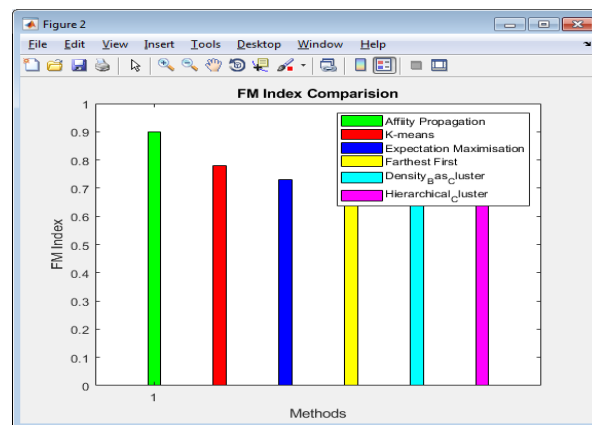 Figure 2
File Edit View Insert Tools Desktop Window Help
FM Index Comparision
Affiity Propagation
K-means
Expectation Maximisation
Farthest First
Density_Bas_Cluster
Hierarchical_Cluster
FM Index
1
0.9
0.8
0.7
0.6
0.5
0.4
0.3
0.2
0.1
0
1
Methods